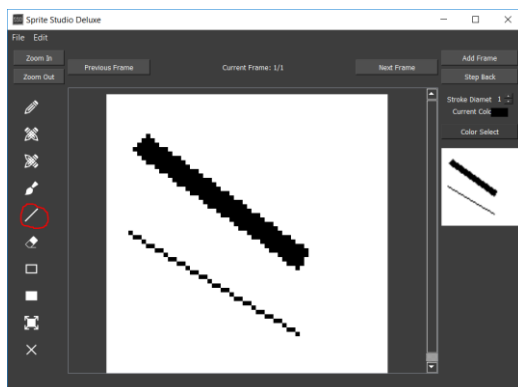 Sprite Studio Deluxe
File Edit
Zoom In
Zoom Out
Previous Frame
Current Frame: 1/1
Next Frame
Add Frame
Step Back
Stroke Diamet 1
Current Colo
Color Select